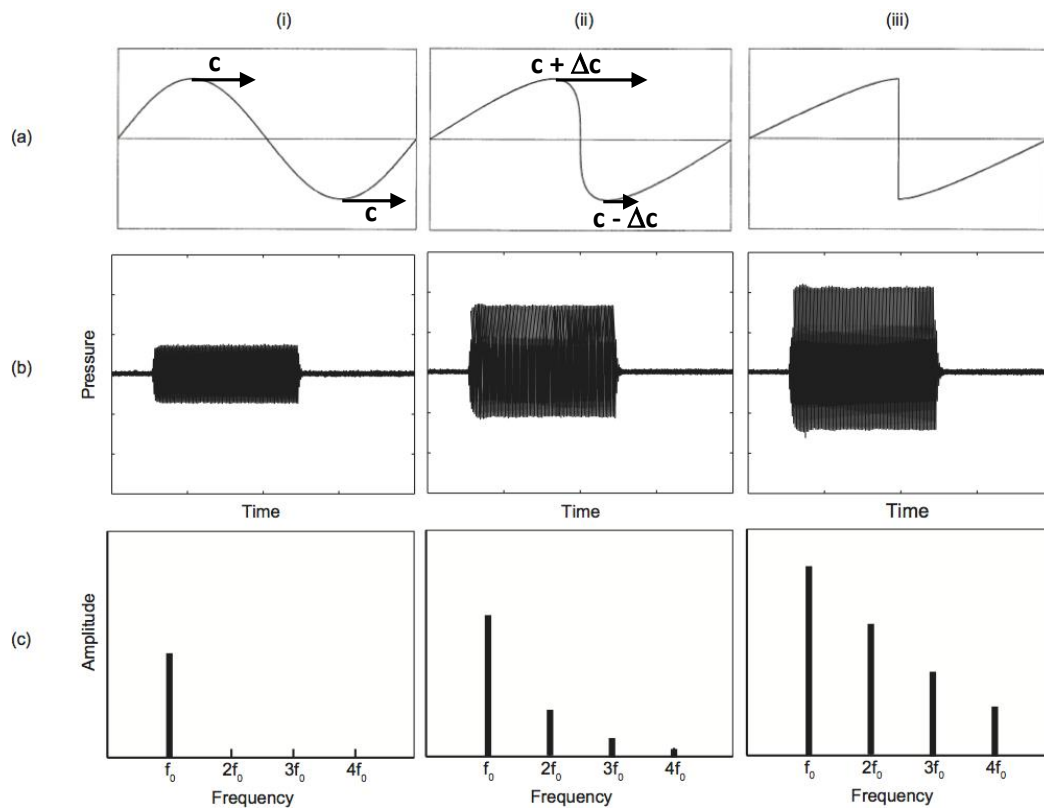 (i) (ii) (iii)
(a)
c
c
c + Δc
c - Δc
(b)
Pressure
Time Time Time
(c)
Amplitude
f₀ 2f₀ 3f₀ 4f₀ f₀ 2f₀ 3f₀ 4f₀ f₀ 2f₀ 3f₀ 4f₀
Frequency Frequency Frequency